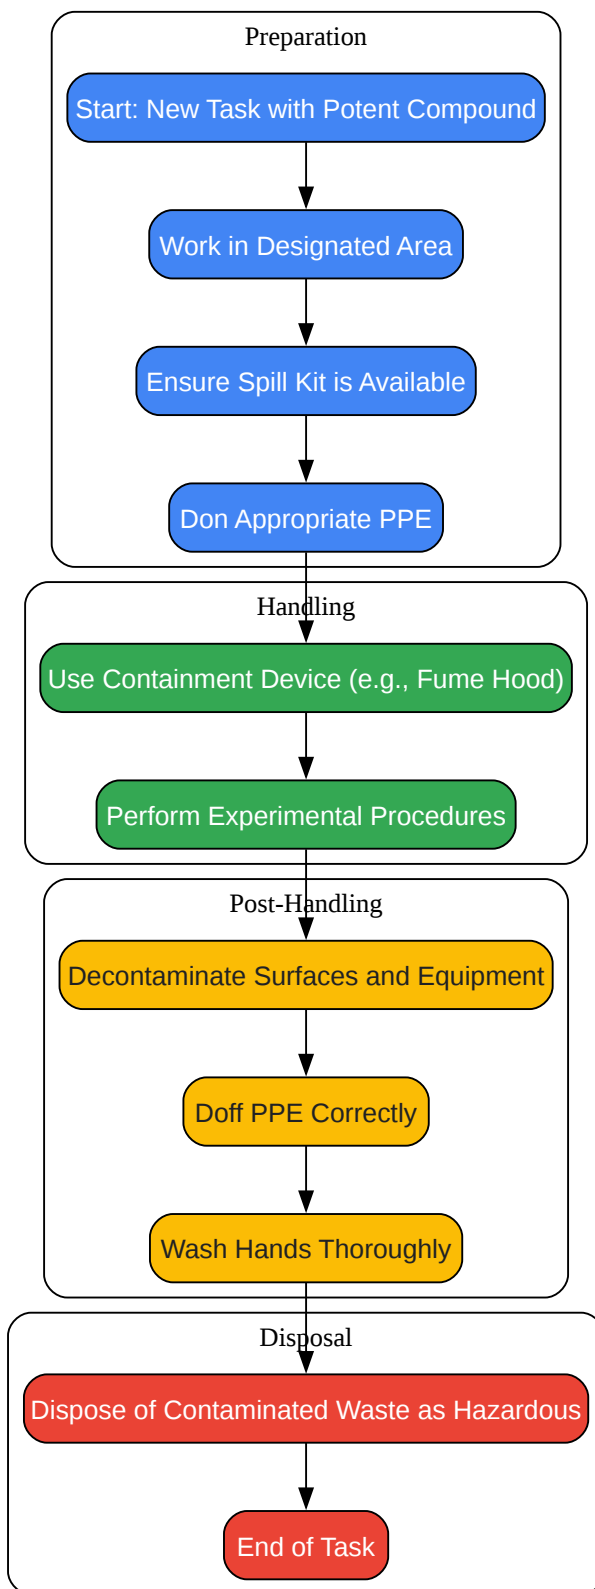 Preparation
Start: New Task with Potent Compound
Work in Designated Area
Ensure Spill Kit is Available
Don Appropriate PPE
Handling
Use Containment Device (e.g., Fume Hood)
Perform Experimental Procedures
Post-Handling
Decontaminate Surfaces and Equipment
Doff PPE Correctly
Wash Hands Thoroughly
Disposal
Dispose of Contaminated Waste as Hazardous
End of Task